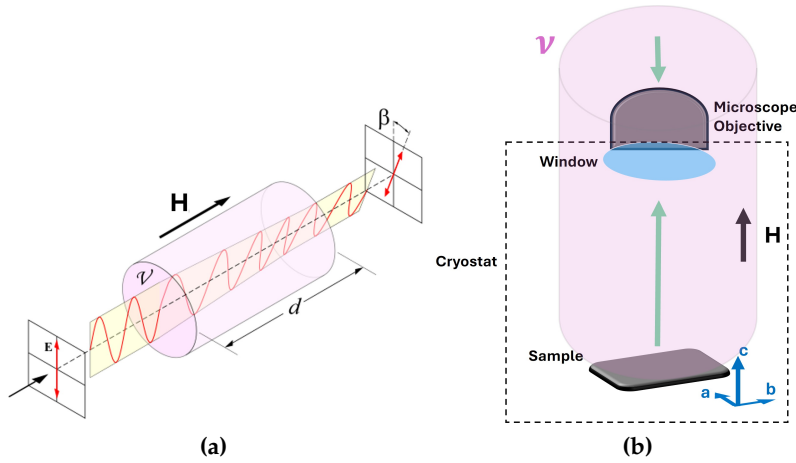 β
H
𝒱
d
E
(a)
𝒱
Microscope
Objective
Window
H
Cryostat
Sample
c
a
b
(b)